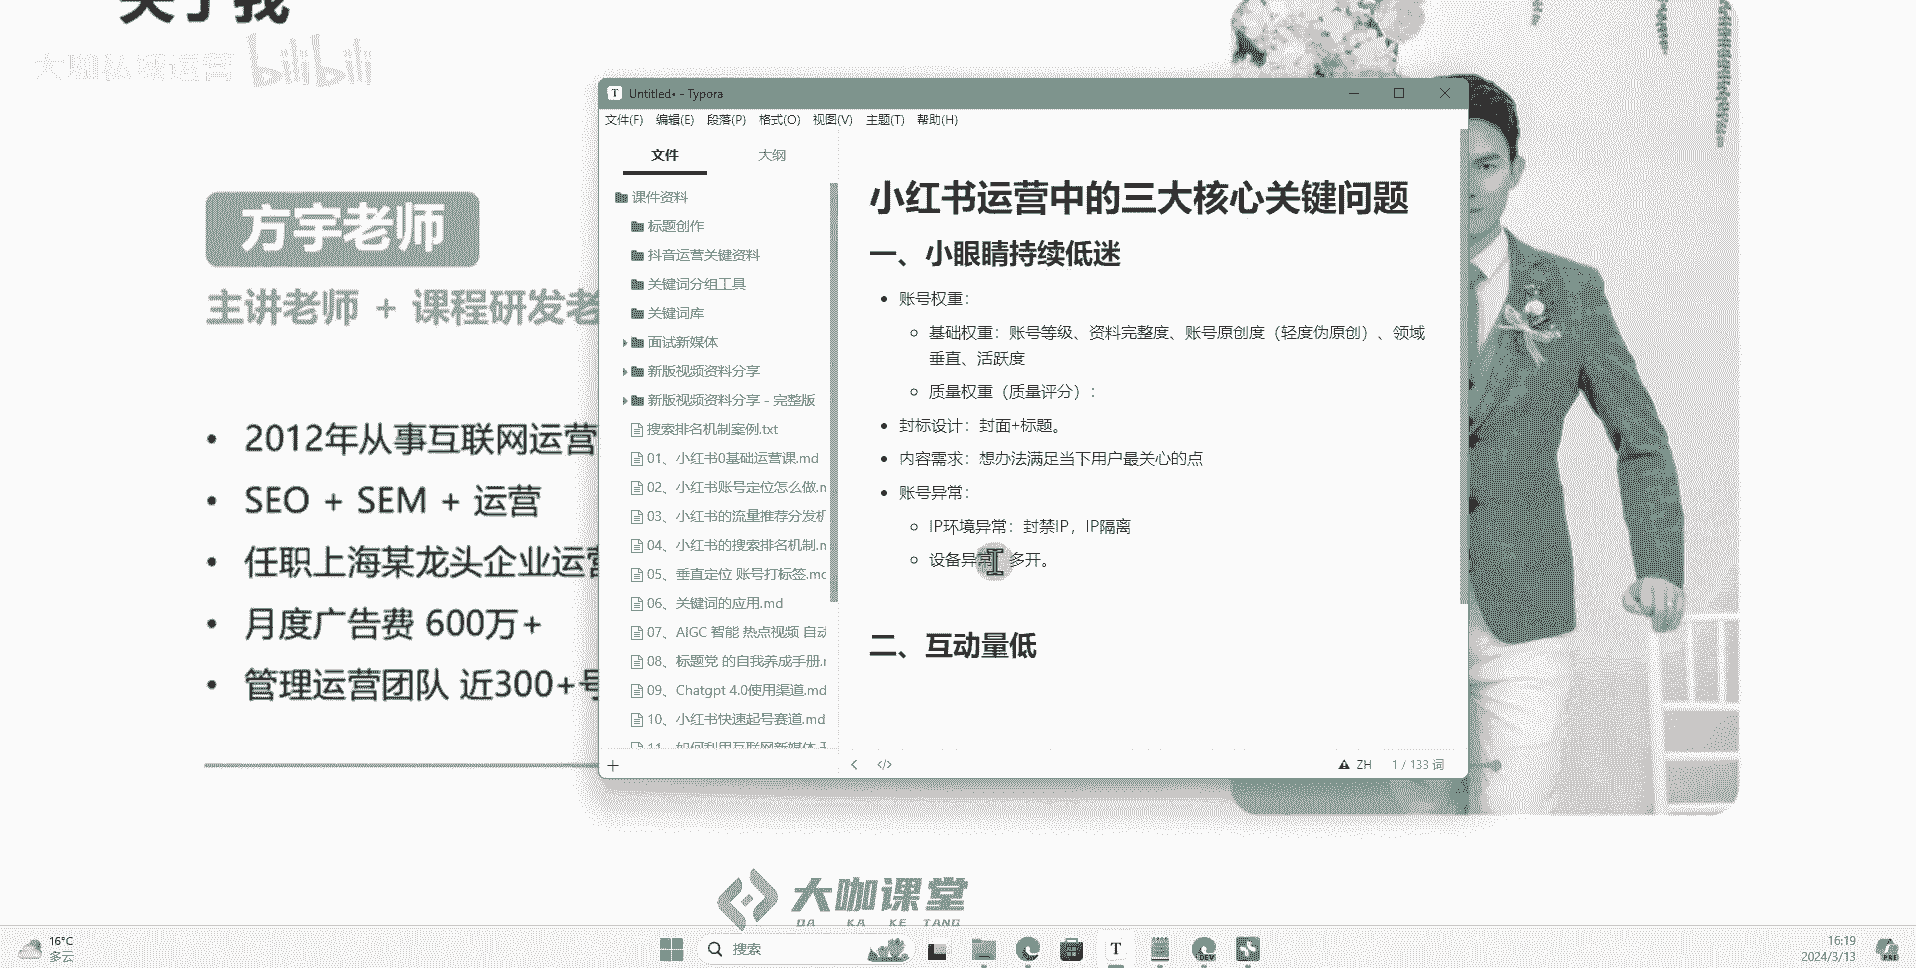 关于我
大咖私域运营 bilibili
方宇老师
主讲老师 + 课程研发老
2012年从事互联网运营
SEO + SEM + 运营
任职上海某龙头企业运营
月度广告费 600万+
管理运营团队 近300+号
Untitled• - Typora
文件(F) 编辑(E) 段落(P) 格式(O) 视图(V) 主题(T) 帮助(H)
文件 大纲
课件资料
标题创作
抖音运营关键资料
关键词分组工具
关键词库
面试新媒体
新版视频资料分享
新版视频资料分享 - 完整版
搜索排名机制案例.txt
01、小红书0基础运营课.md
02、小红书账号定位怎么做.m
03、小红书的流量推荐分发机
04、小红书的搜索排名机制.m
05、垂直定位 账号打标签.mc
06、关键词的应用.md
07、AIGC 智能 热点视频 自动
08、标题党 的自我养成手册.r
09、Chatgpt 4.0使用渠道.md
10、小红书快速起号赛道.md
11、如何利用互联网新媒体
小红书运营中的三大核心关键问题
一、小眼睛持续低迷
账号权重：
基础权重：账号等级、资料完整度、账号原创度（轻度伪原创）、领域
垂直、活跃度
质量权重（质量评分）：
封标设计：封面+标题。
内容需求：想办法满足当下用户最关心的点
账号异常：
IP环境异常：封禁IP，IP隔离
设备异常 多开。
二、互动量低
ZH 1 / 133 词
大咖课堂
DA KA KE TANG
16°C
多云
搜索
T
DEV
16:19
2024/3/13
PRE